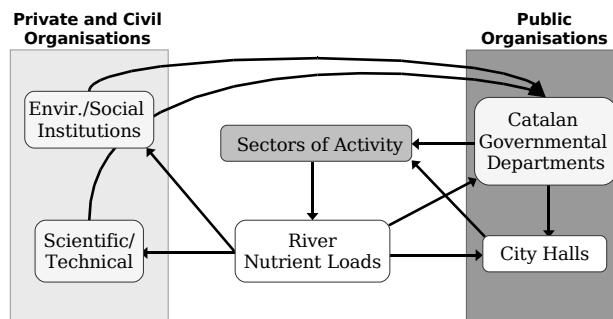 Private and Civil
Organisations
Public
Organisations
Envir./Social
Institutions
Catalan
Governmental
Departments
Sectors of Activity
Scientific/
Technical
River
Nutrient Loads
City Halls